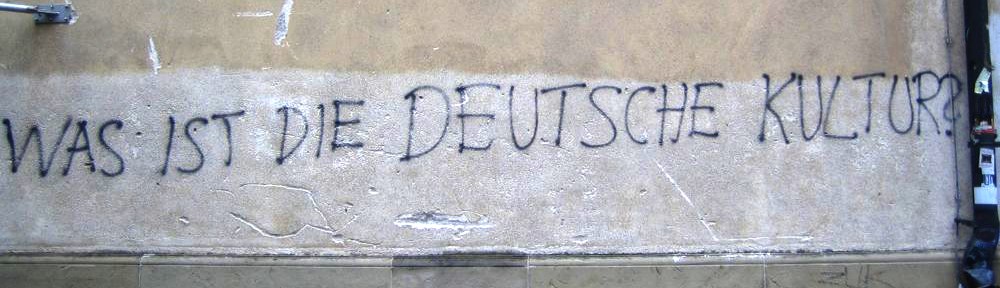 WAS IST DIE DEUTSCHE KULTUR?